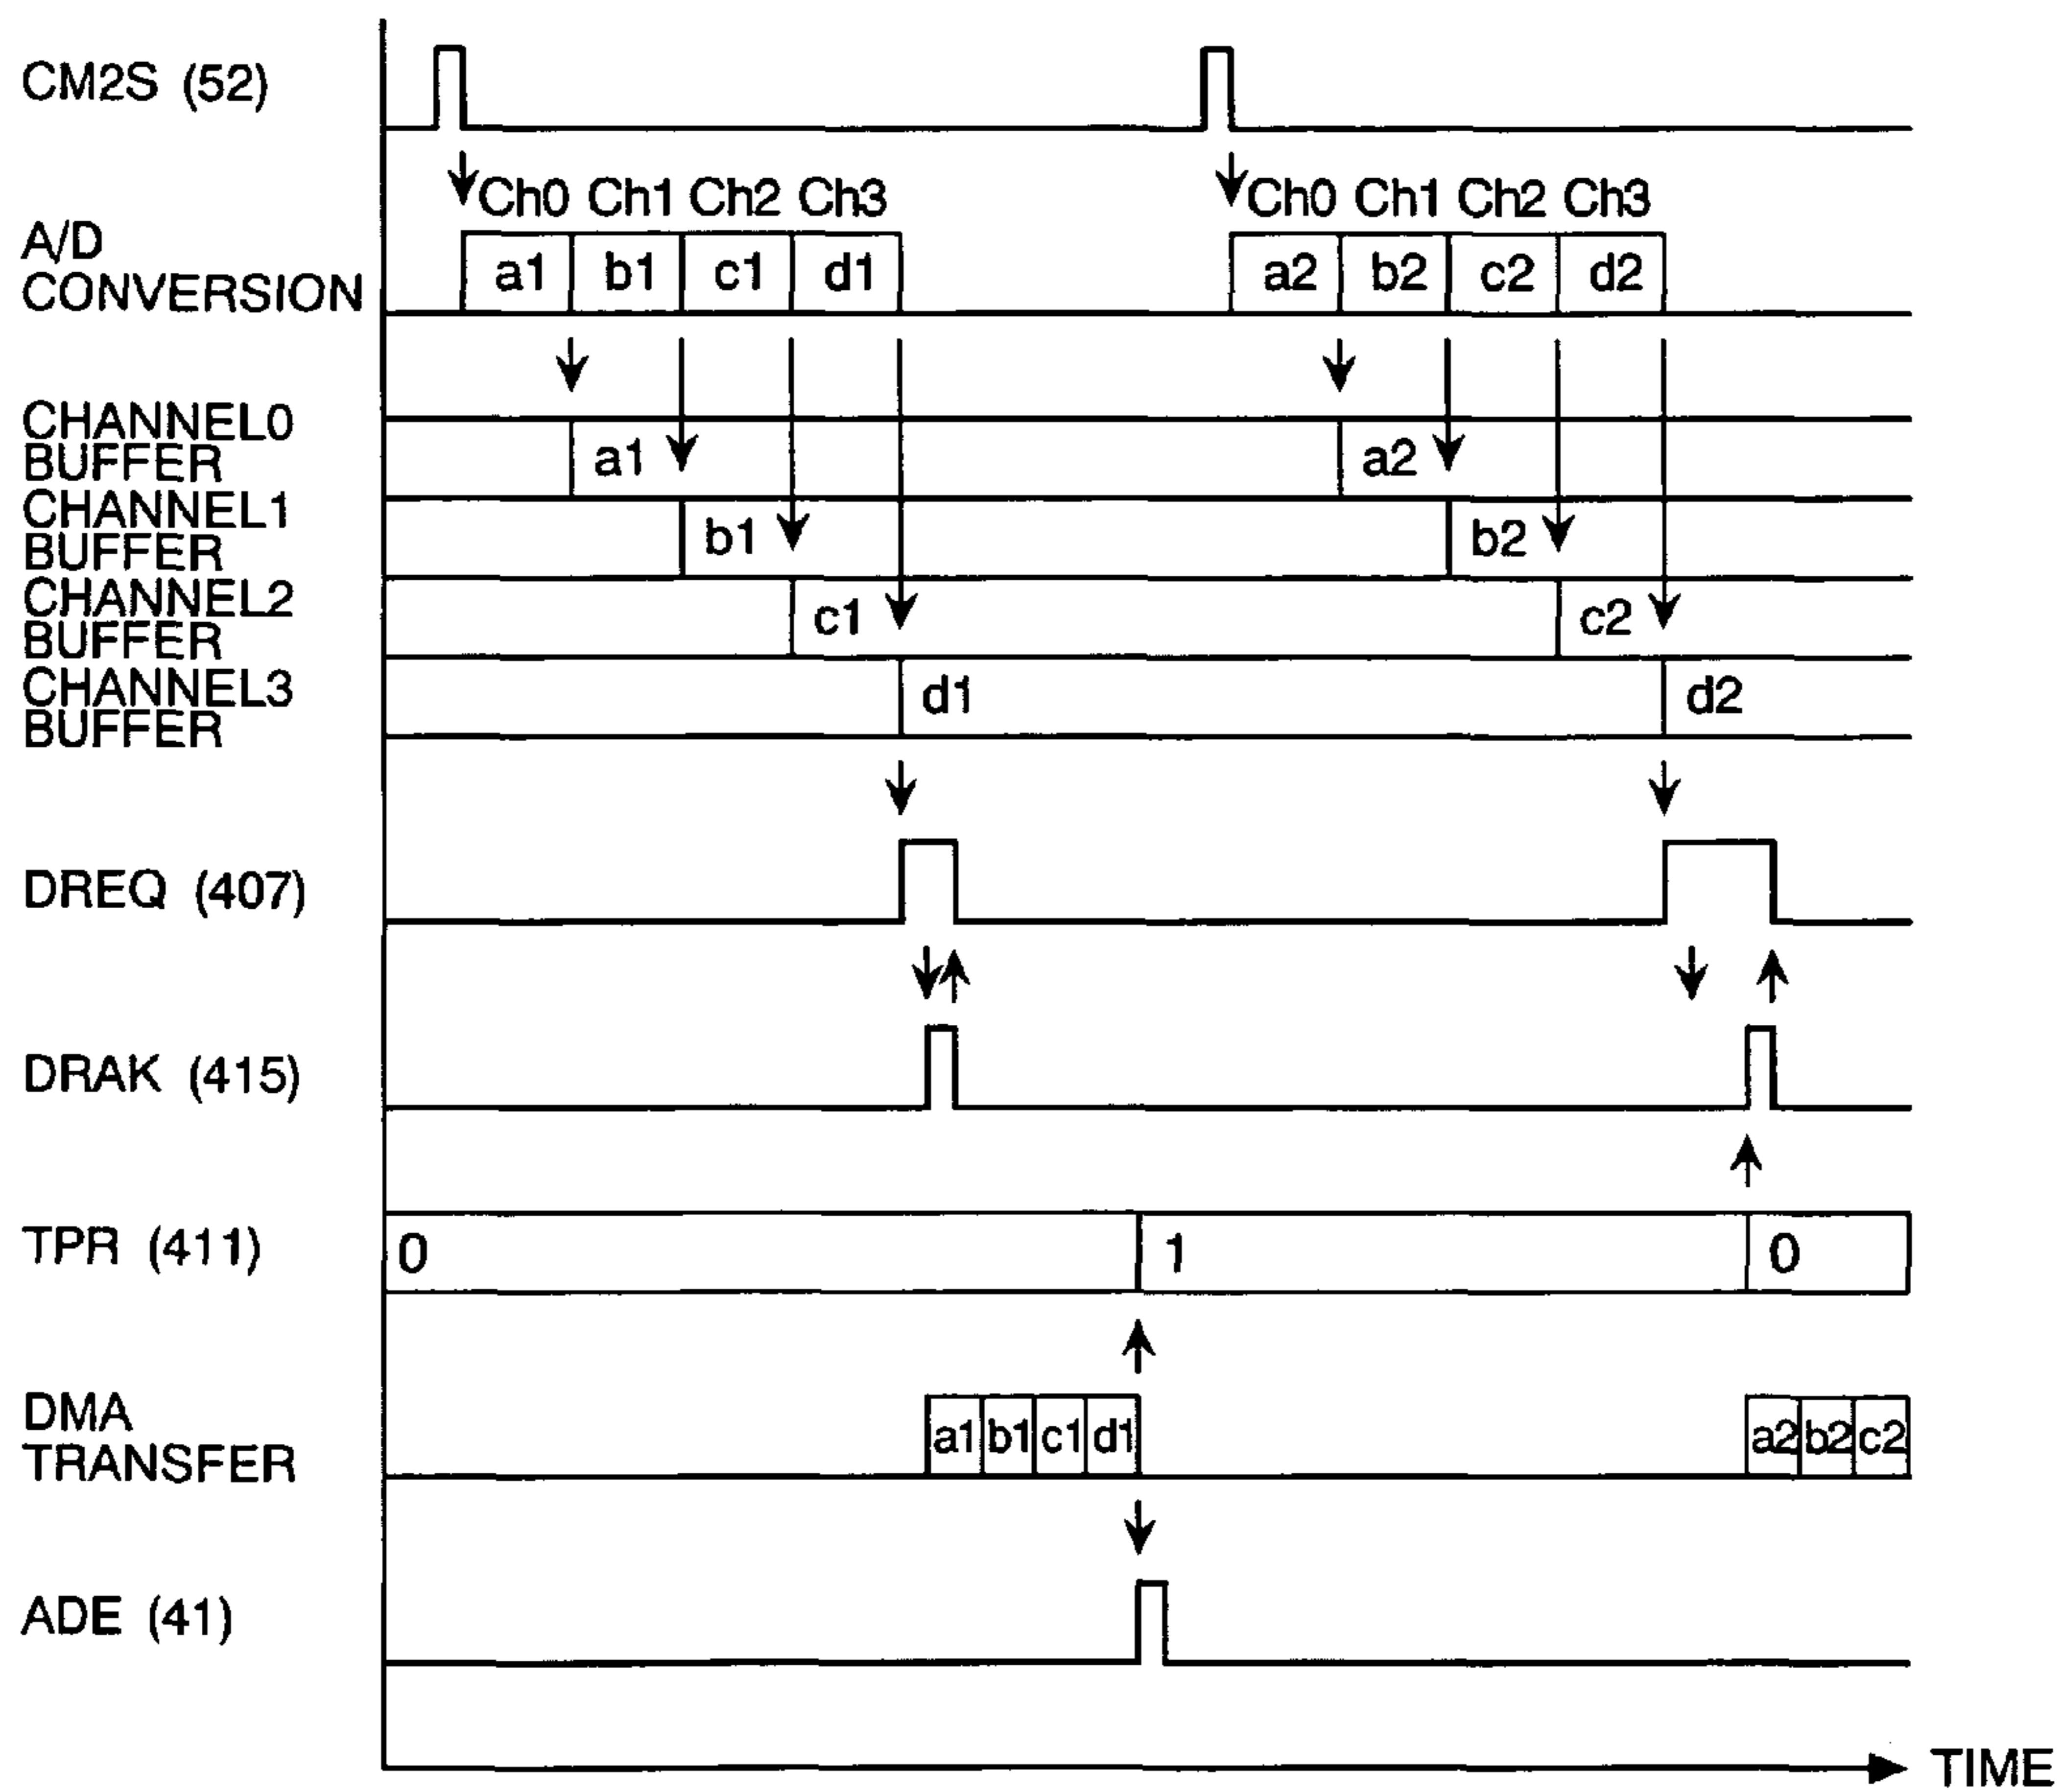 CM2S (52)
Ch0 Ch1 Ch2 Ch3 Ch0 Ch1 Ch2 Ch3
A/D
CONVERSION
a1 b1 c1 d1 a2 b2 c2 d2
CHANNEL0
BUFFER
a1 a2
CHANNEL1
BUFFER
b1 b2
CHANNEL2
BUFFER
c1 c2
CHANNEL3
BUFFER
d1 d2
DREQ (407)
DRAK (415)
TPR (411)
0 1 0
DMA
TRANSFER
a1 b1 c1 d1 a2 b2 c2
ADE (41)
TIME